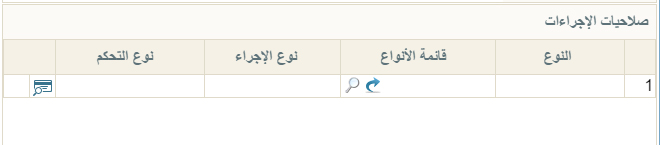 صلاحيات الإجراءات
النوع قائمة الأنواع نوع الإجراء نوع التحكم
1